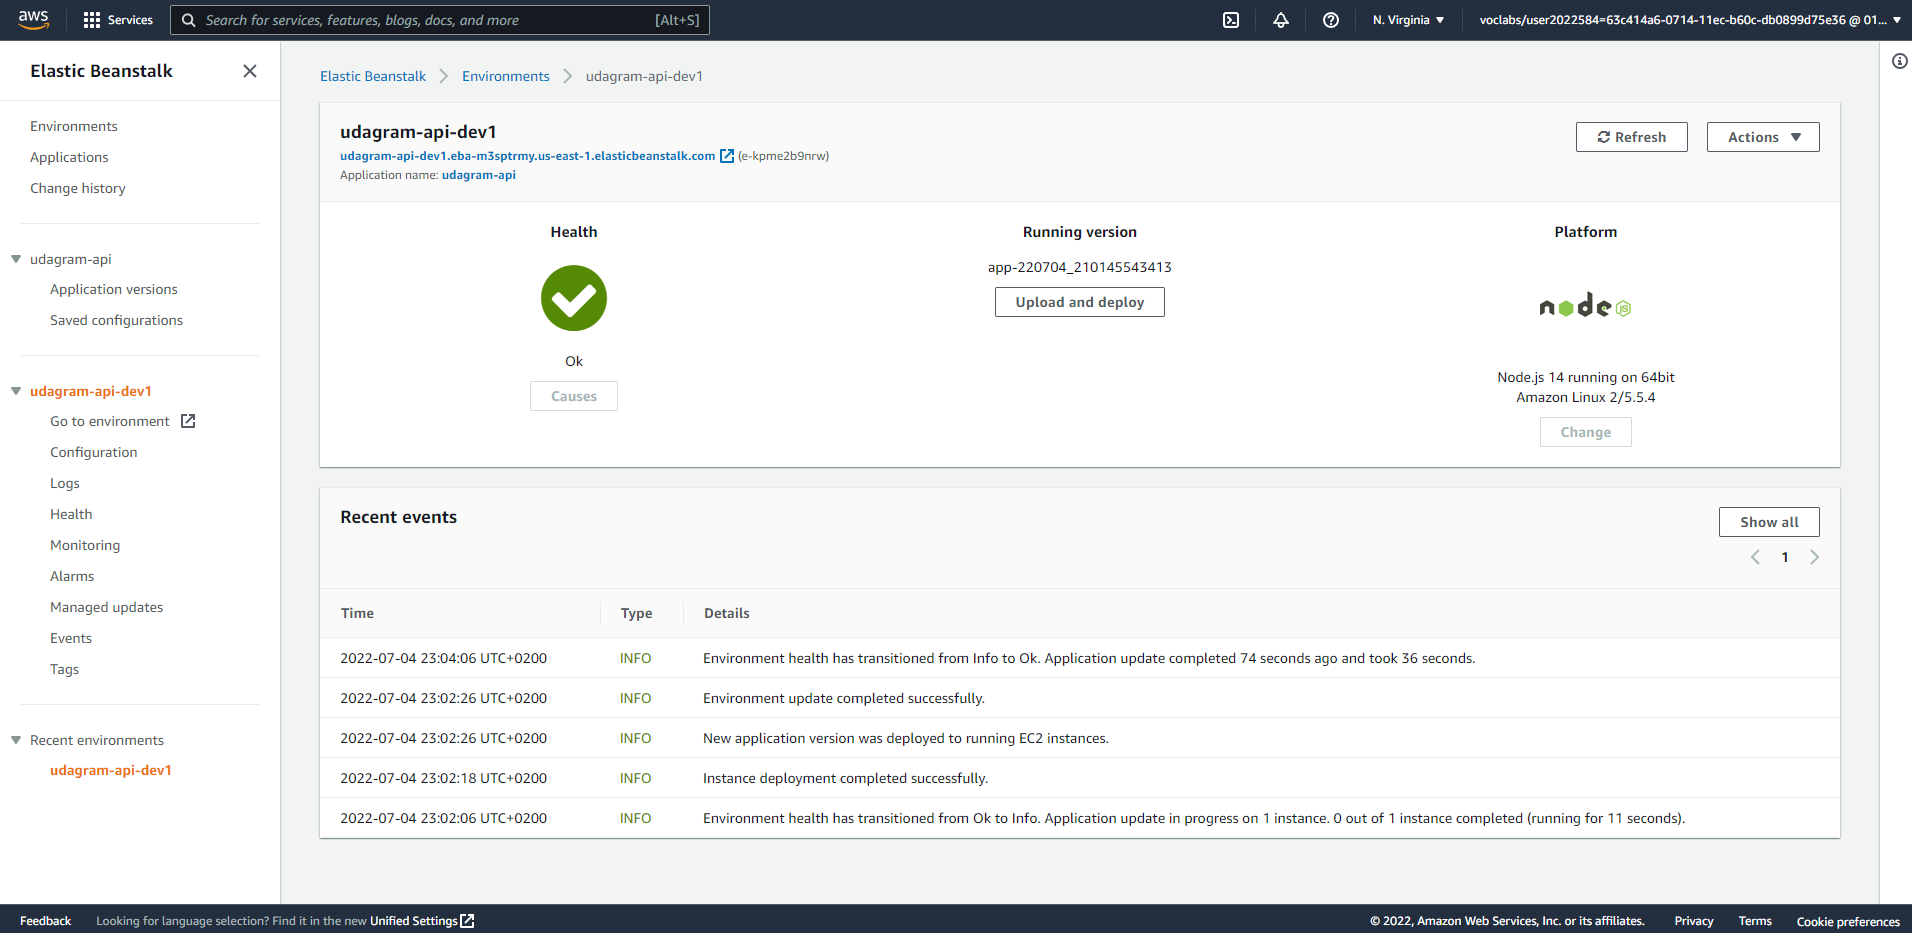 aws
Services
Search for services, features, blogs, docs, and more [Alt+S]
N. Virginia
voclabs/user2022584=63c414a6-0714-11ec-b60c-db0899d75e36 @ 01...
Elastic Beanstalk
Environments
Applications
Change history
udagram-api
Application versions
Saved configurations
udagram-api-dev1
Go to environment
Configuration
Logs
Health
Monitoring
Alarms
Managed updates
Events
Tags
Recent environments
udagram-api-dev1
Elastic Beanstalk Environments udagram-api-dev1
udagram-api-dev1
udagram-api-dev1.eba-m3sptrmy.us-east-1.elasticbeanstalk.com (e-kpme2b9nrw)
Application name: udagram-api
Refresh
Actions
Health
Ok
Causes
Running version
app-220704_210145543413
Upload and deploy
Platform
node JS
Node.js 14 running on 64bit
Amazon Linux 2/5.5.4
Change
Recent events
Show all
1
Time Type Details
2022-07-04 23:04:06 UTC+0200 INFO Environment health has transitioned from Info to Ok. Application update completed 74 seconds ago and took 36 seconds.
2022-07-04 23:02:26 UTC+0200 INFO Environment update completed successfully.
2022-07-04 23:02:26 UTC+0200 INFO New application version was deployed to running EC2 instances.
2022-07-04 23:02:18 UTC+0200 INFO Instance deployment completed successfully.
2022-07-04 23:02:06 UTC+0200 INFO Environment health has transitioned from Ok to Info. Application update in progress on 1 instance. 0 out of 1 instance completed (running for 11 seconds).
Feedback
Looking for language selection? Find it in the new Unified Settings
© 2022, Amazon Web Services, Inc. or its affiliates.
Privacy
Terms
Cookie preferences